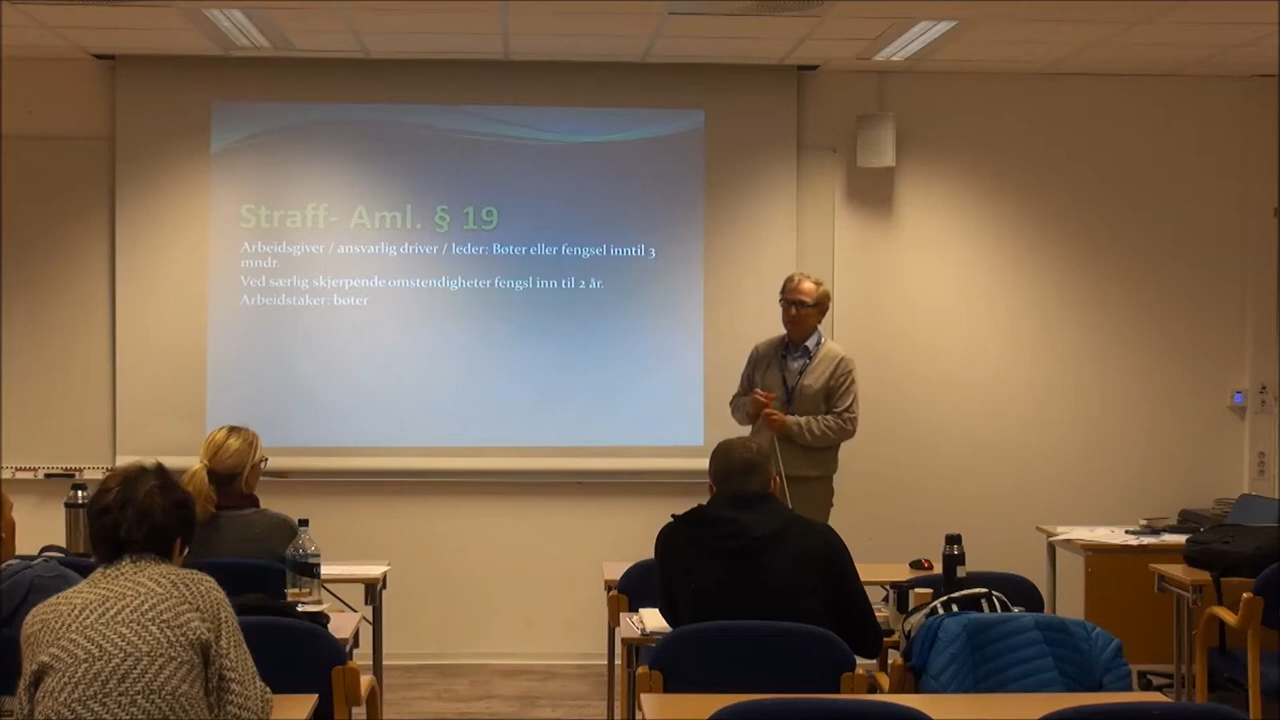 Straff- Aml. § 19
Arbeidsgiver / ansvarlig driver / leder: Bøter eller fengsel inntil 3
mndr.
Ved særlig skjerpende omstendigheter fengsl inn til 2 år.
Arbeidstaker: bøter